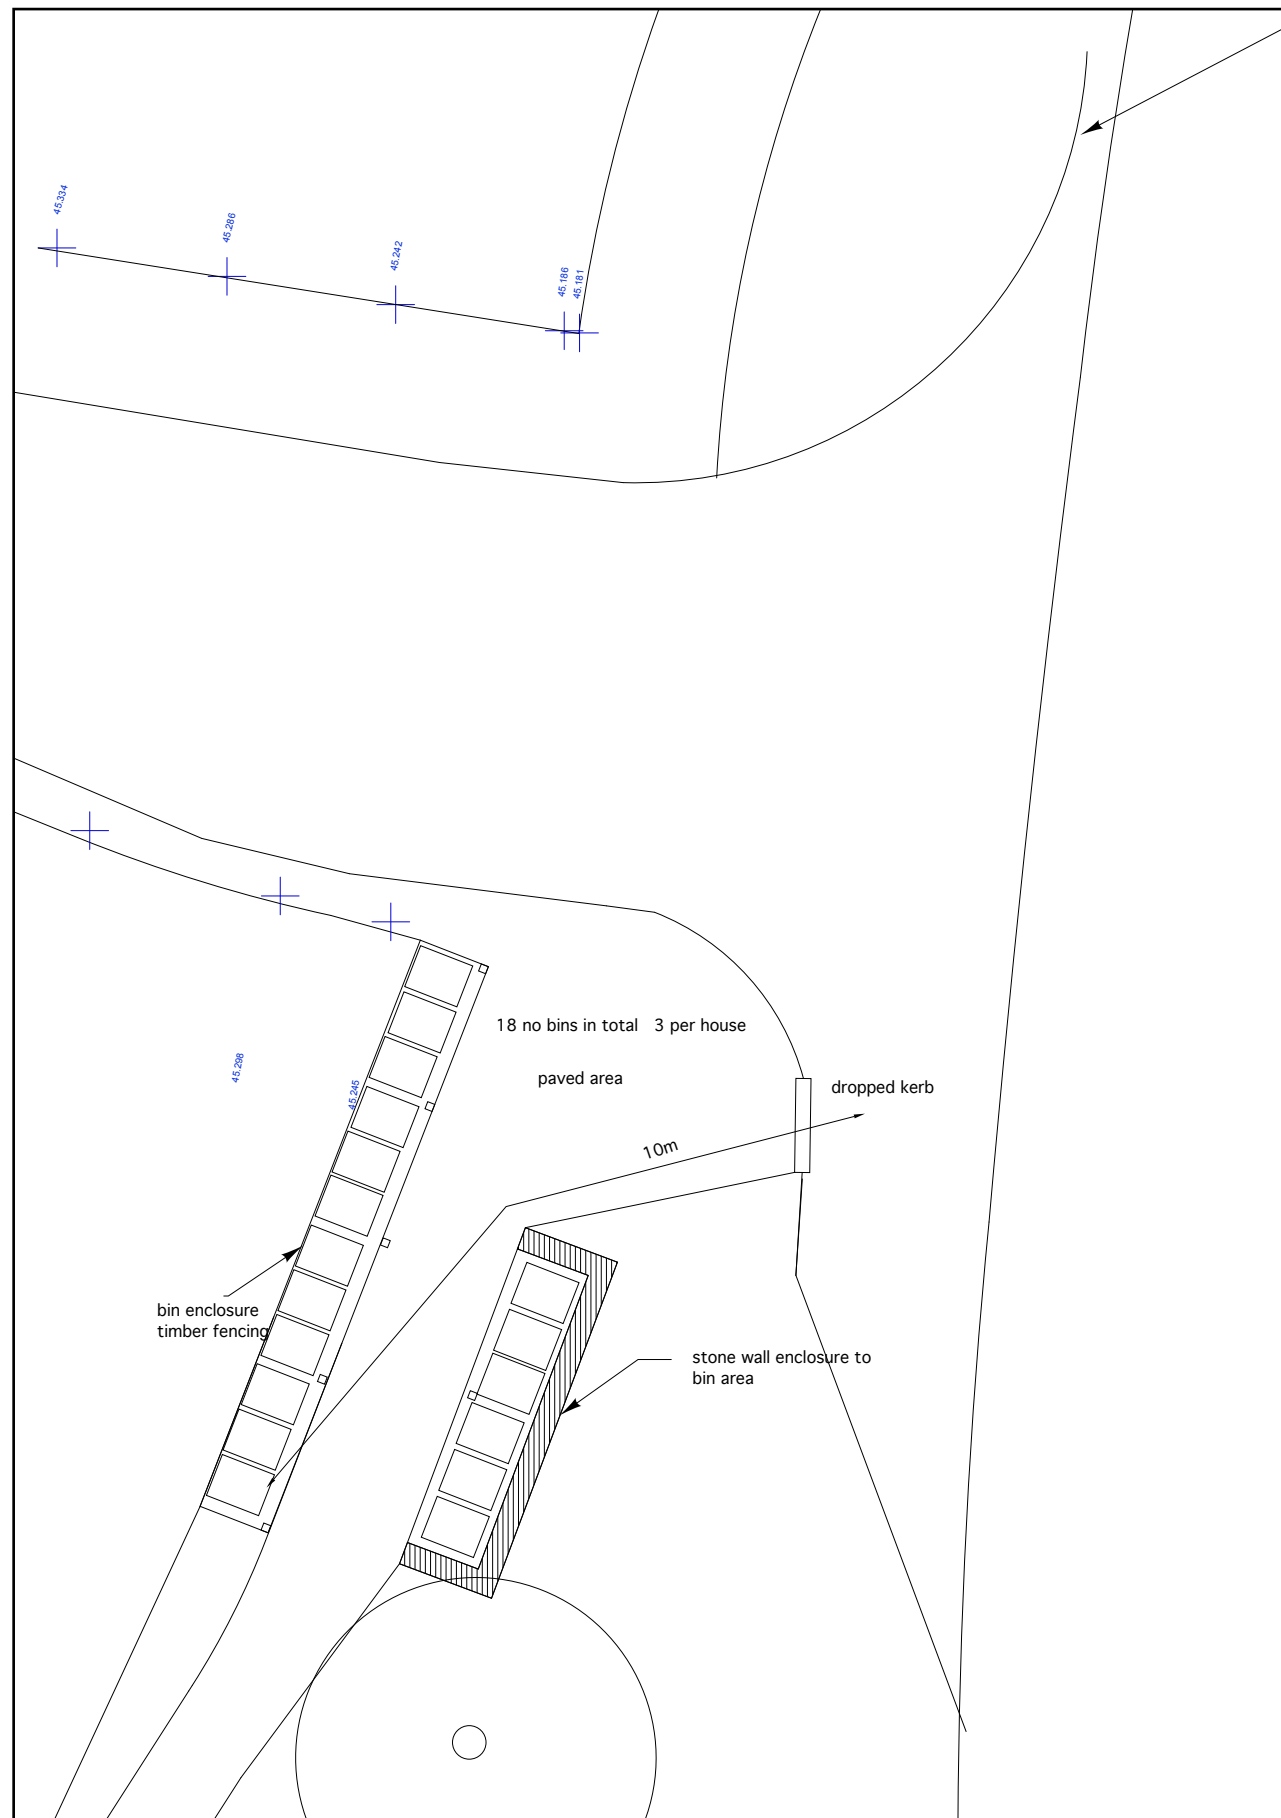 45.334
45.286
45.242
45.186
45.181
18 no bins in total 3 per house
paved area
dropped kerb
45.298
45.245
10m
bin enclosure
timber fencing
stone wall enclosure to
bin area